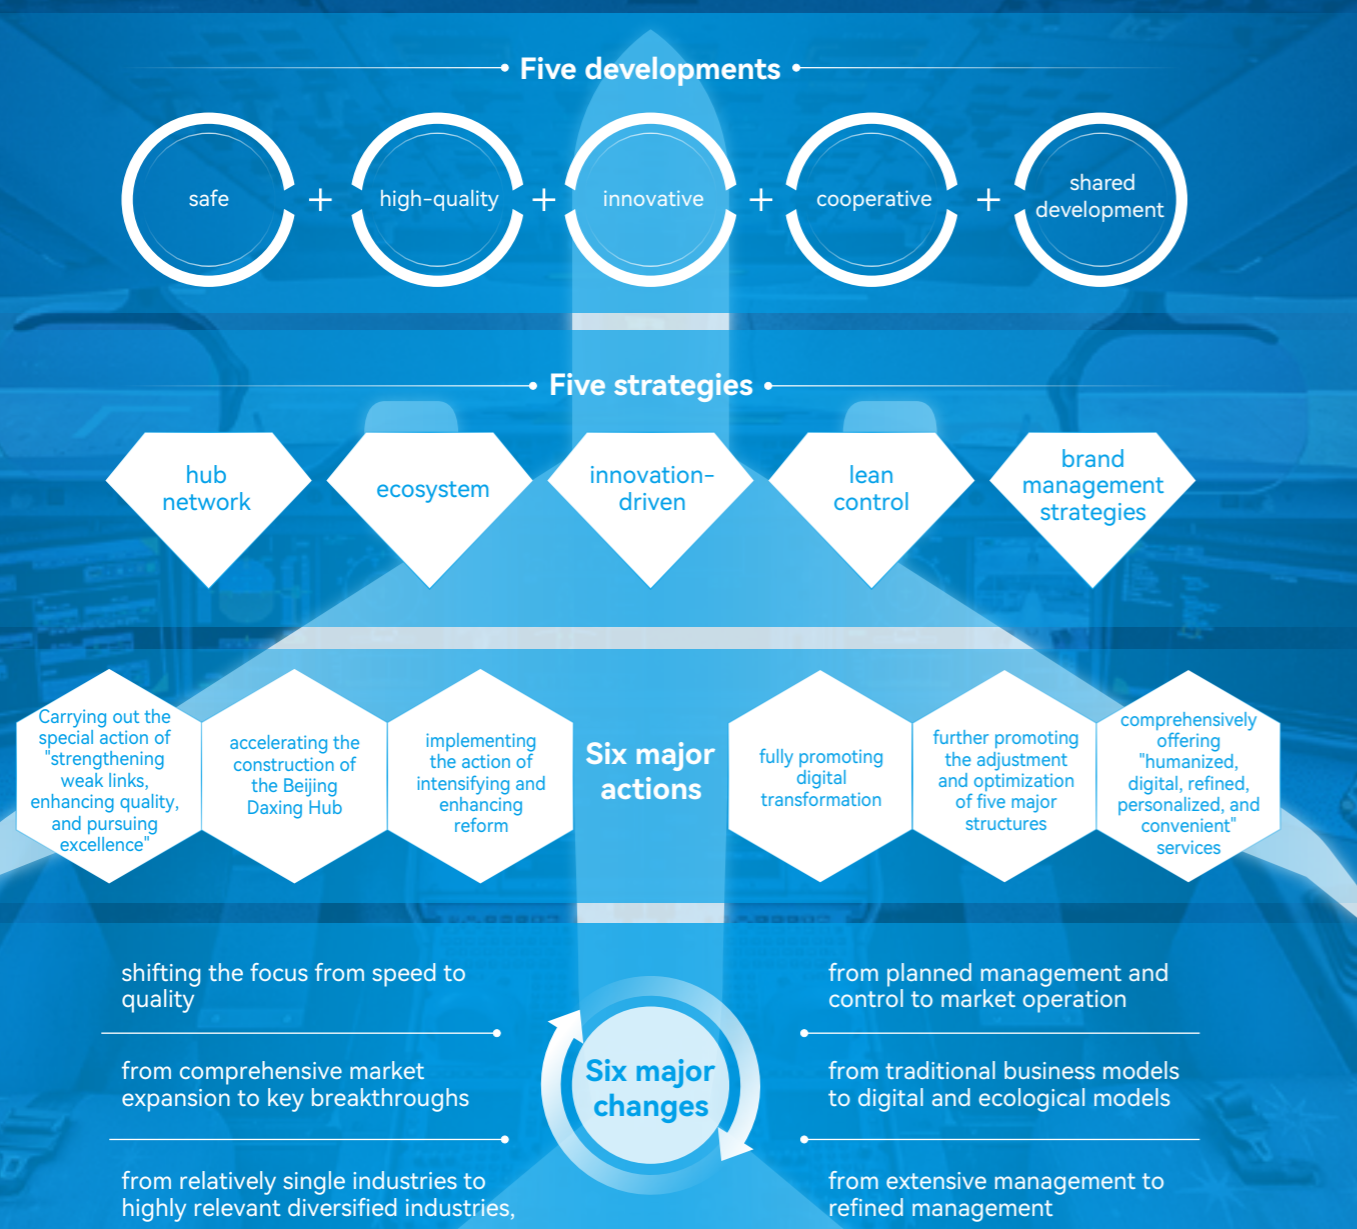 Five developments
safe
+
high-quality
+
innovative
+
cooperative
+
shared
development
Five strategies
hub
network
ecosystem
innovation-
driven
lean
control
brand
management
strategies
Carrying out the
special action of
"strengthening
weak links,
enhancing quality,
and pursuing
excellence"
accelerating the
construction of
the Beijing
Daxing Hub
implementing
the action of
intensifying and
enhancing
reform
Six major
actions
fully promoting
digital
transformation
further promoting
the adjustment
and optimization
of five major
structures
comprehensively
offering
"humanized,
digital, refined,
personalized, and
convenient"
services
shifting the focus from speed to
quality
from comprehensive market
expansion to key breakthroughs
from relatively single industries to
highly relevant diversified industries,
Six major
changes
from planned management and
control to market operation
from traditional business models
to digital and ecological models
from extensive management to
refined management